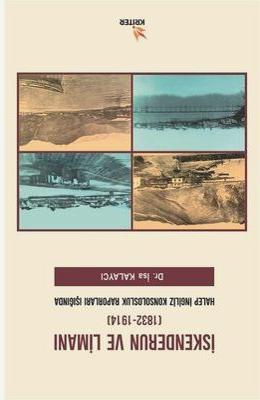 İSKENDERUN VE LİMANI
(1832-1914)
HALEP İNGİLİZ KONSOLOSLUK RAPORLARI IŞIĞINDA
Dr. İsa KALAYCI
KRİTER